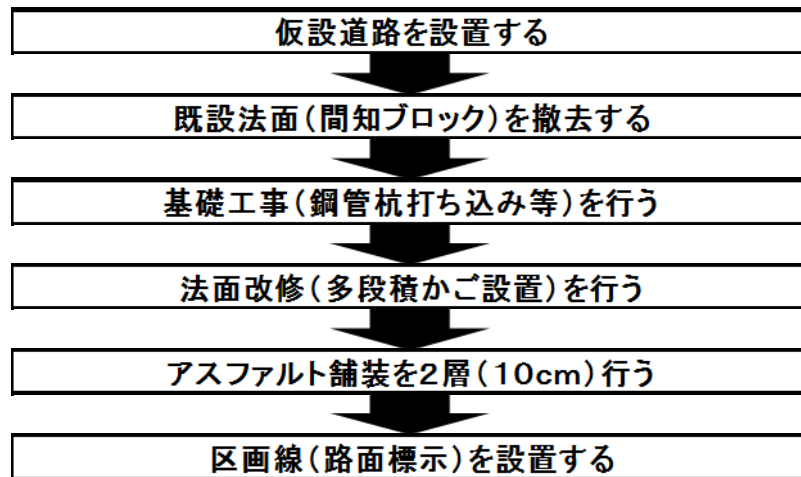 仮設道路を設置する
既設法面(間知ブロック)を撤去する
基礎工事(鋼管杭打ち込み等)を行う
法面改修(多段積かご設置)を行う
アスファルト舗装を2層(10cm)行う
区画線(路面標示)を設置する